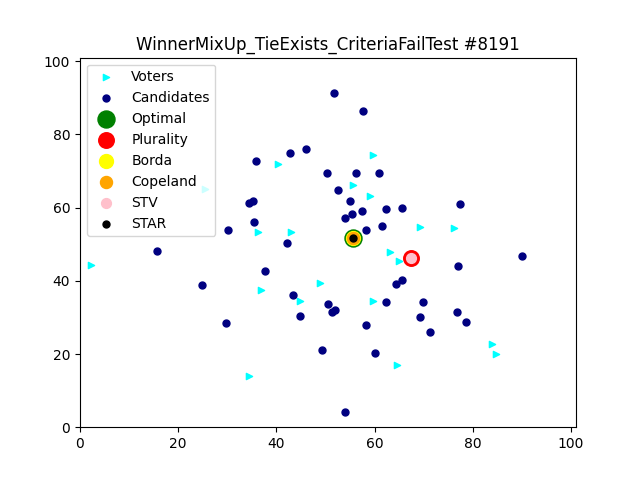 WinnerMixUp_TieExists_CriteriaFailTest #8191
Voters
Candidates
Optimal
Plurality
Borda
Copeland
STV
STAR
100
80
60
40
20
0
0 20 40 60 80 100